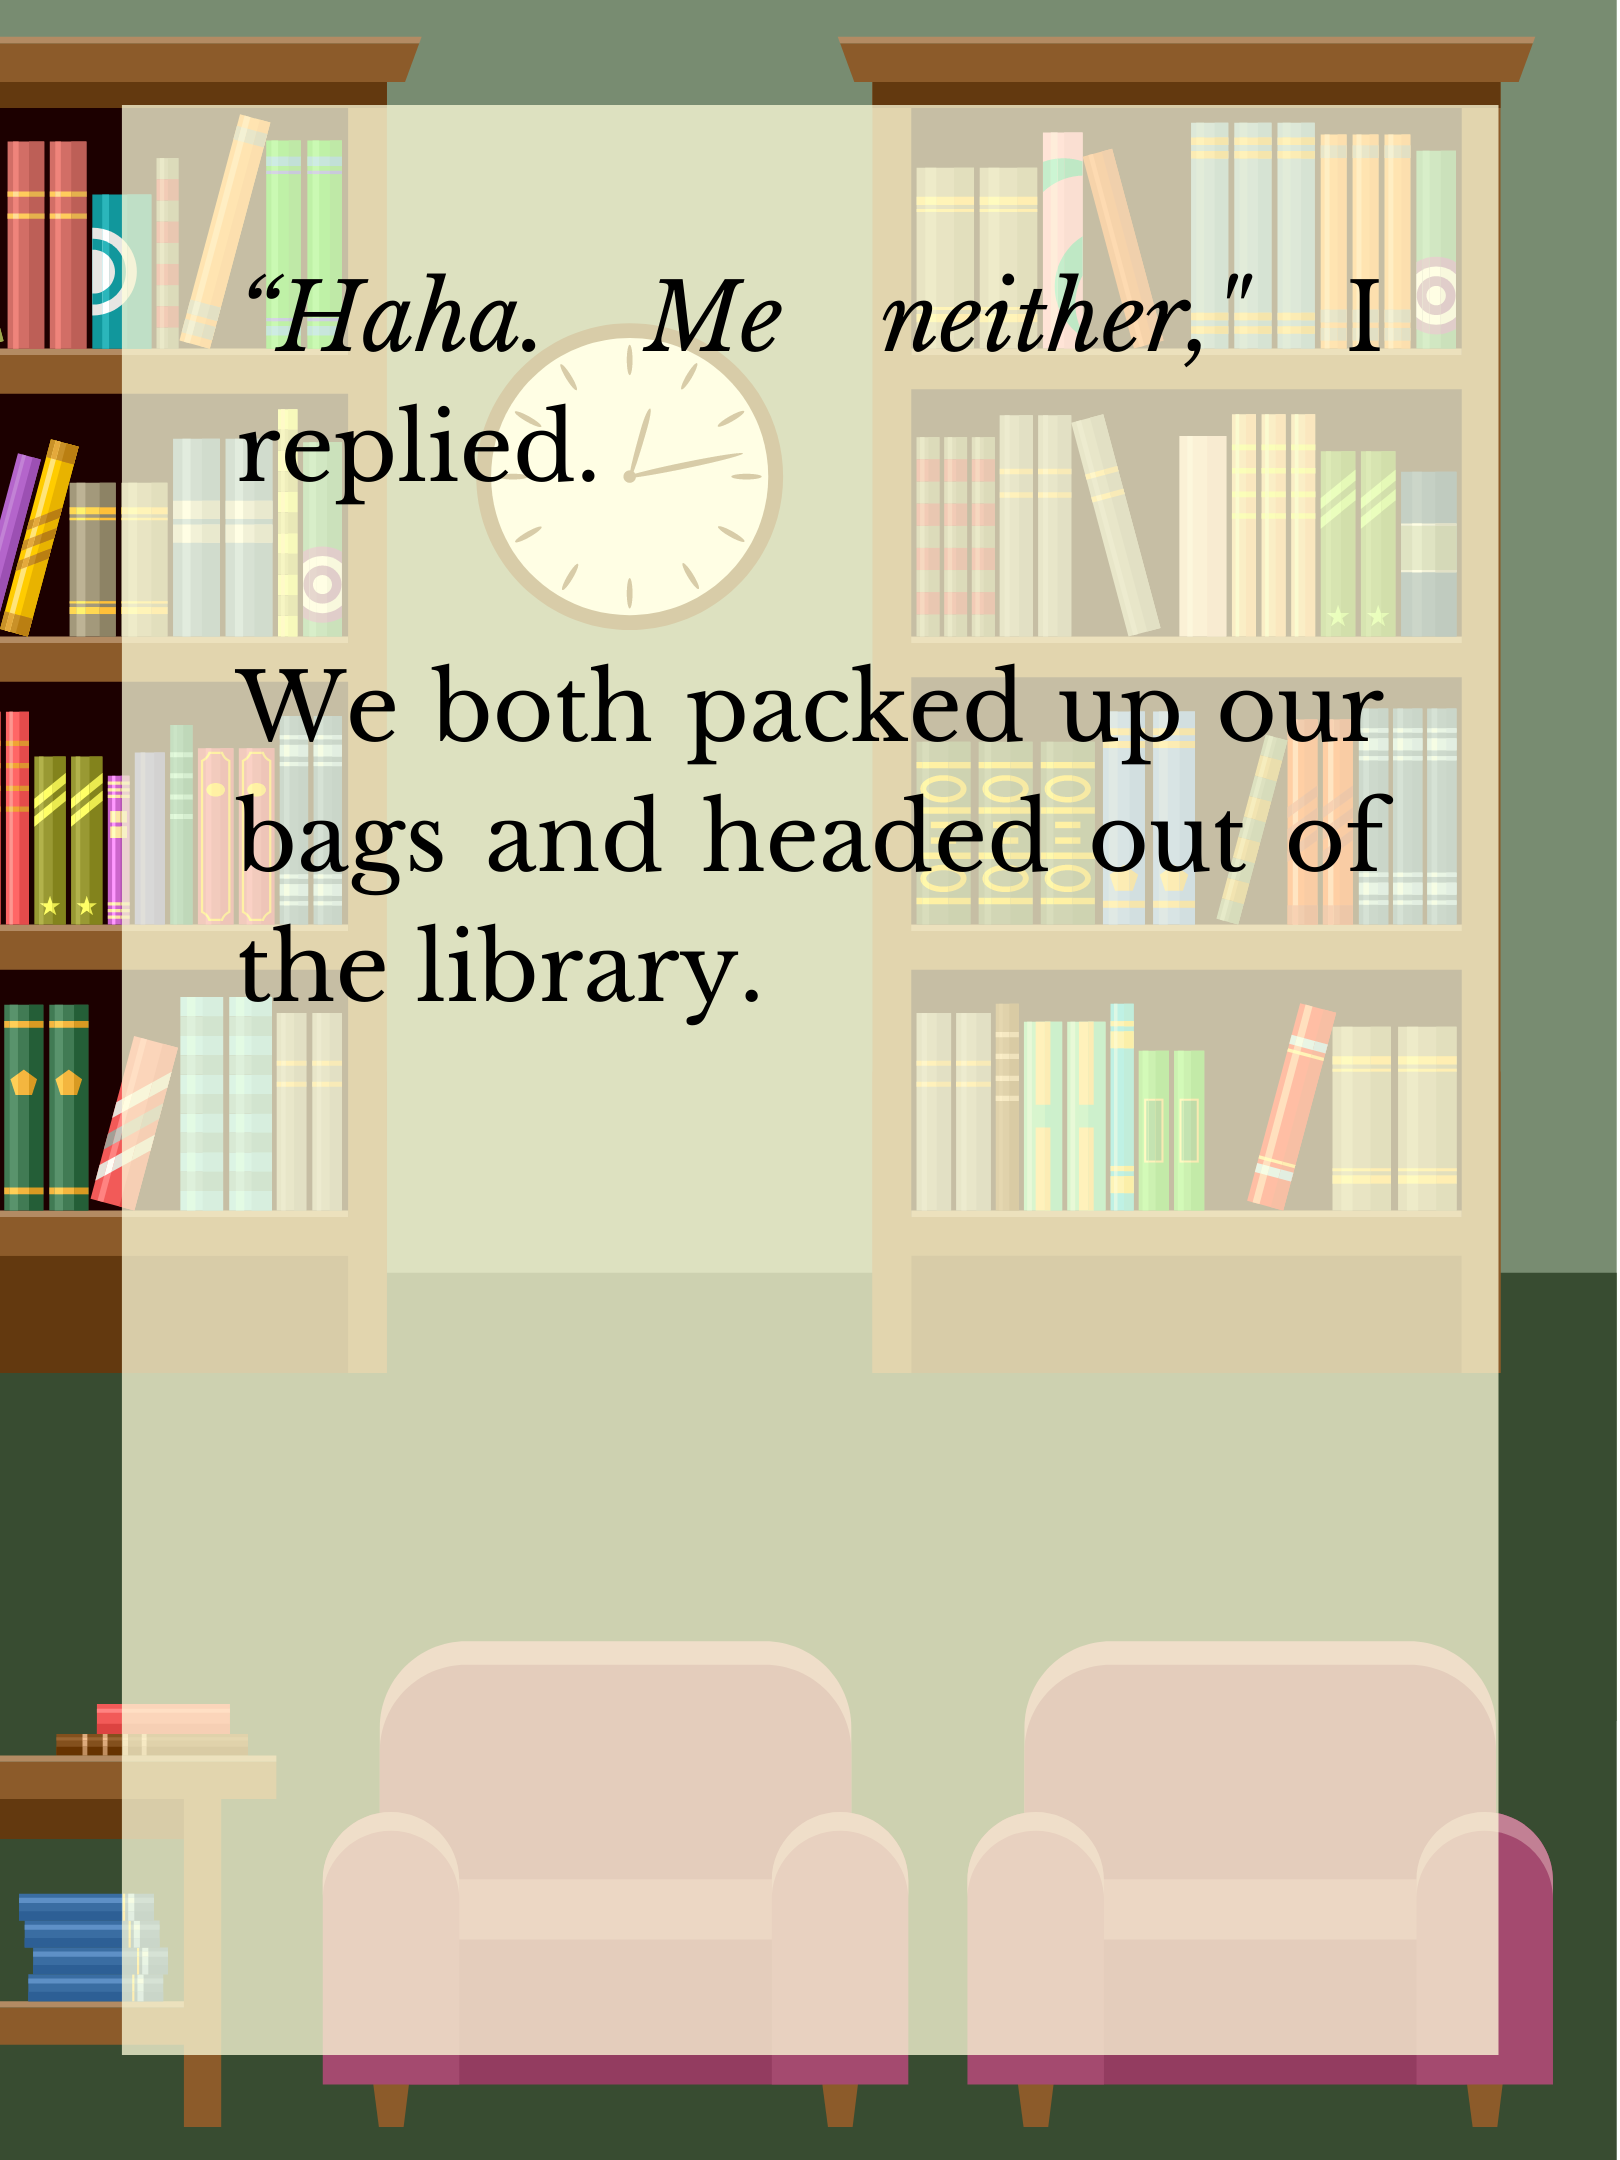 “Haha. Me neither," I
replied.
We both packed up our
bags and headed out of
the library.